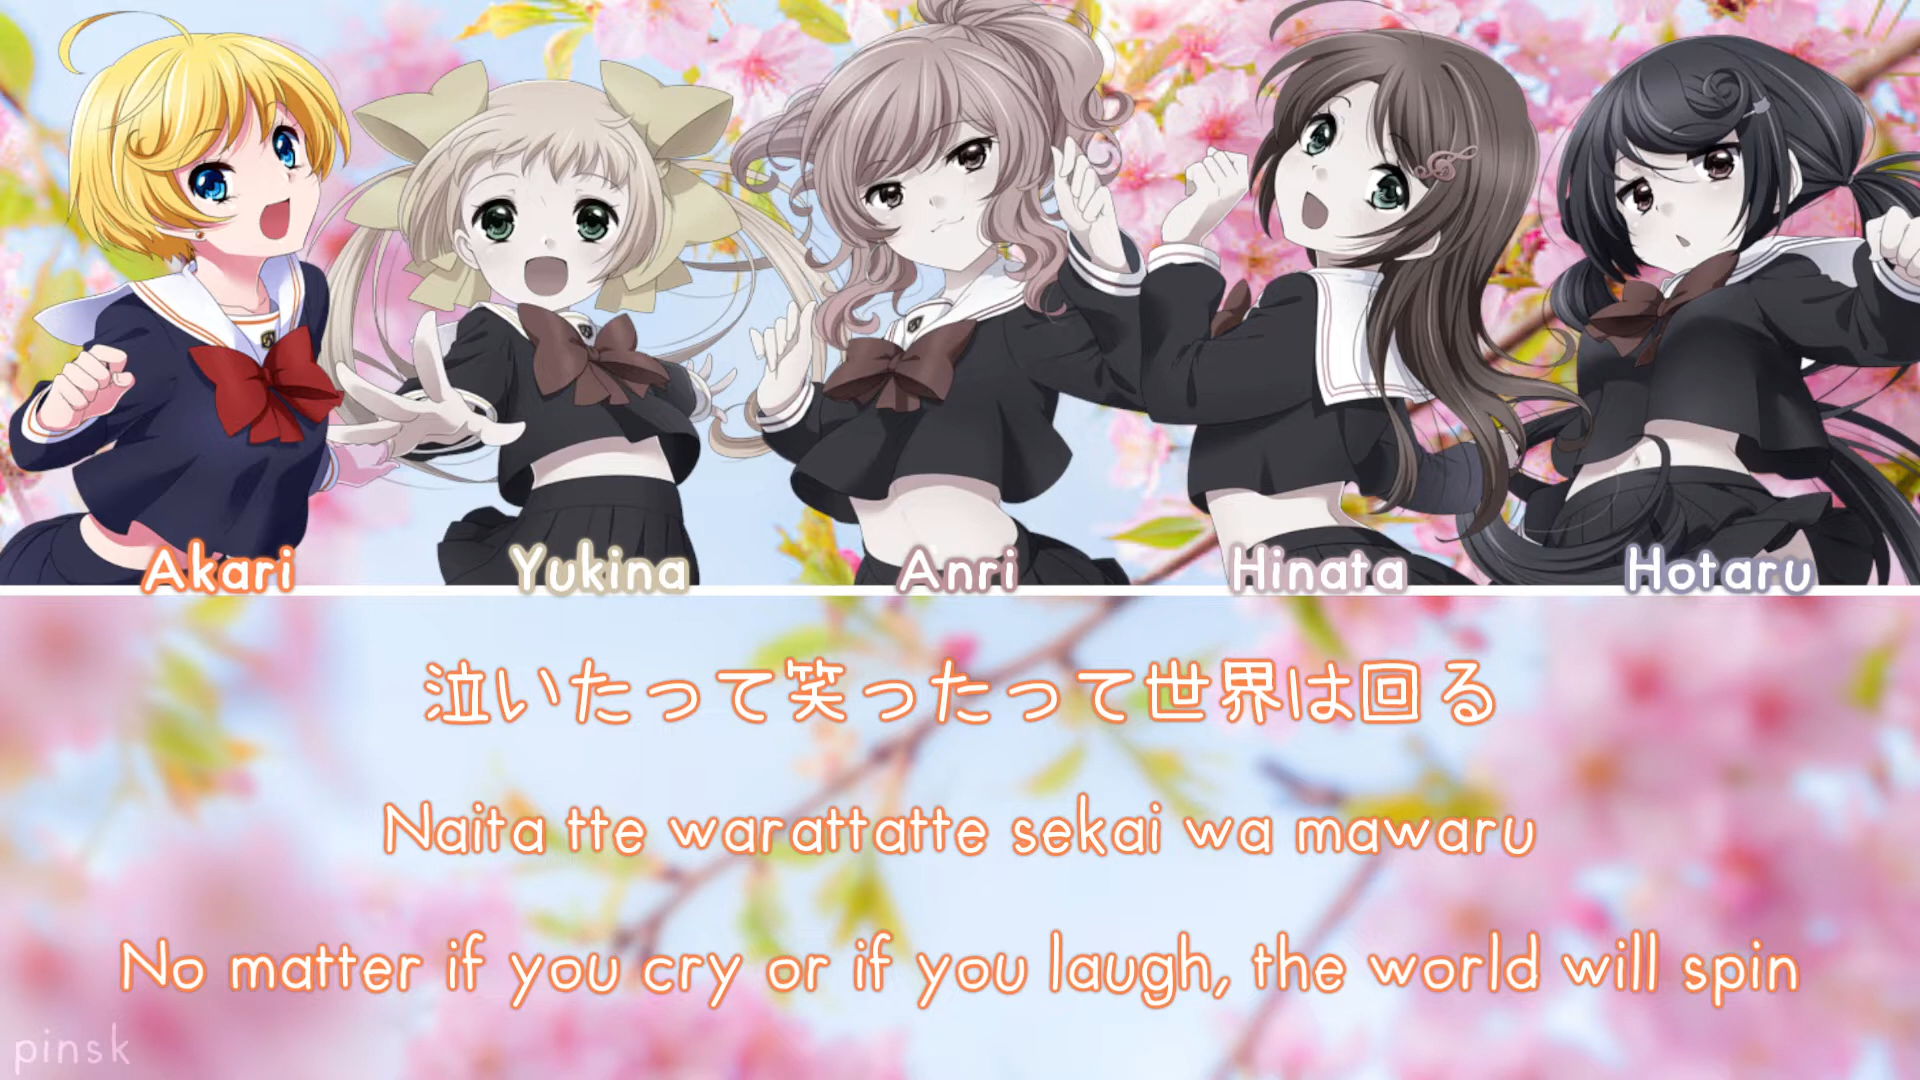 Akari Yukina Anri Hinata Hotaru
泣いたって笑ったって世界は回る
Naita tte warattatte sekai wa mawaru
No matter if you cry or if you laugh, the world will spin
pinsk